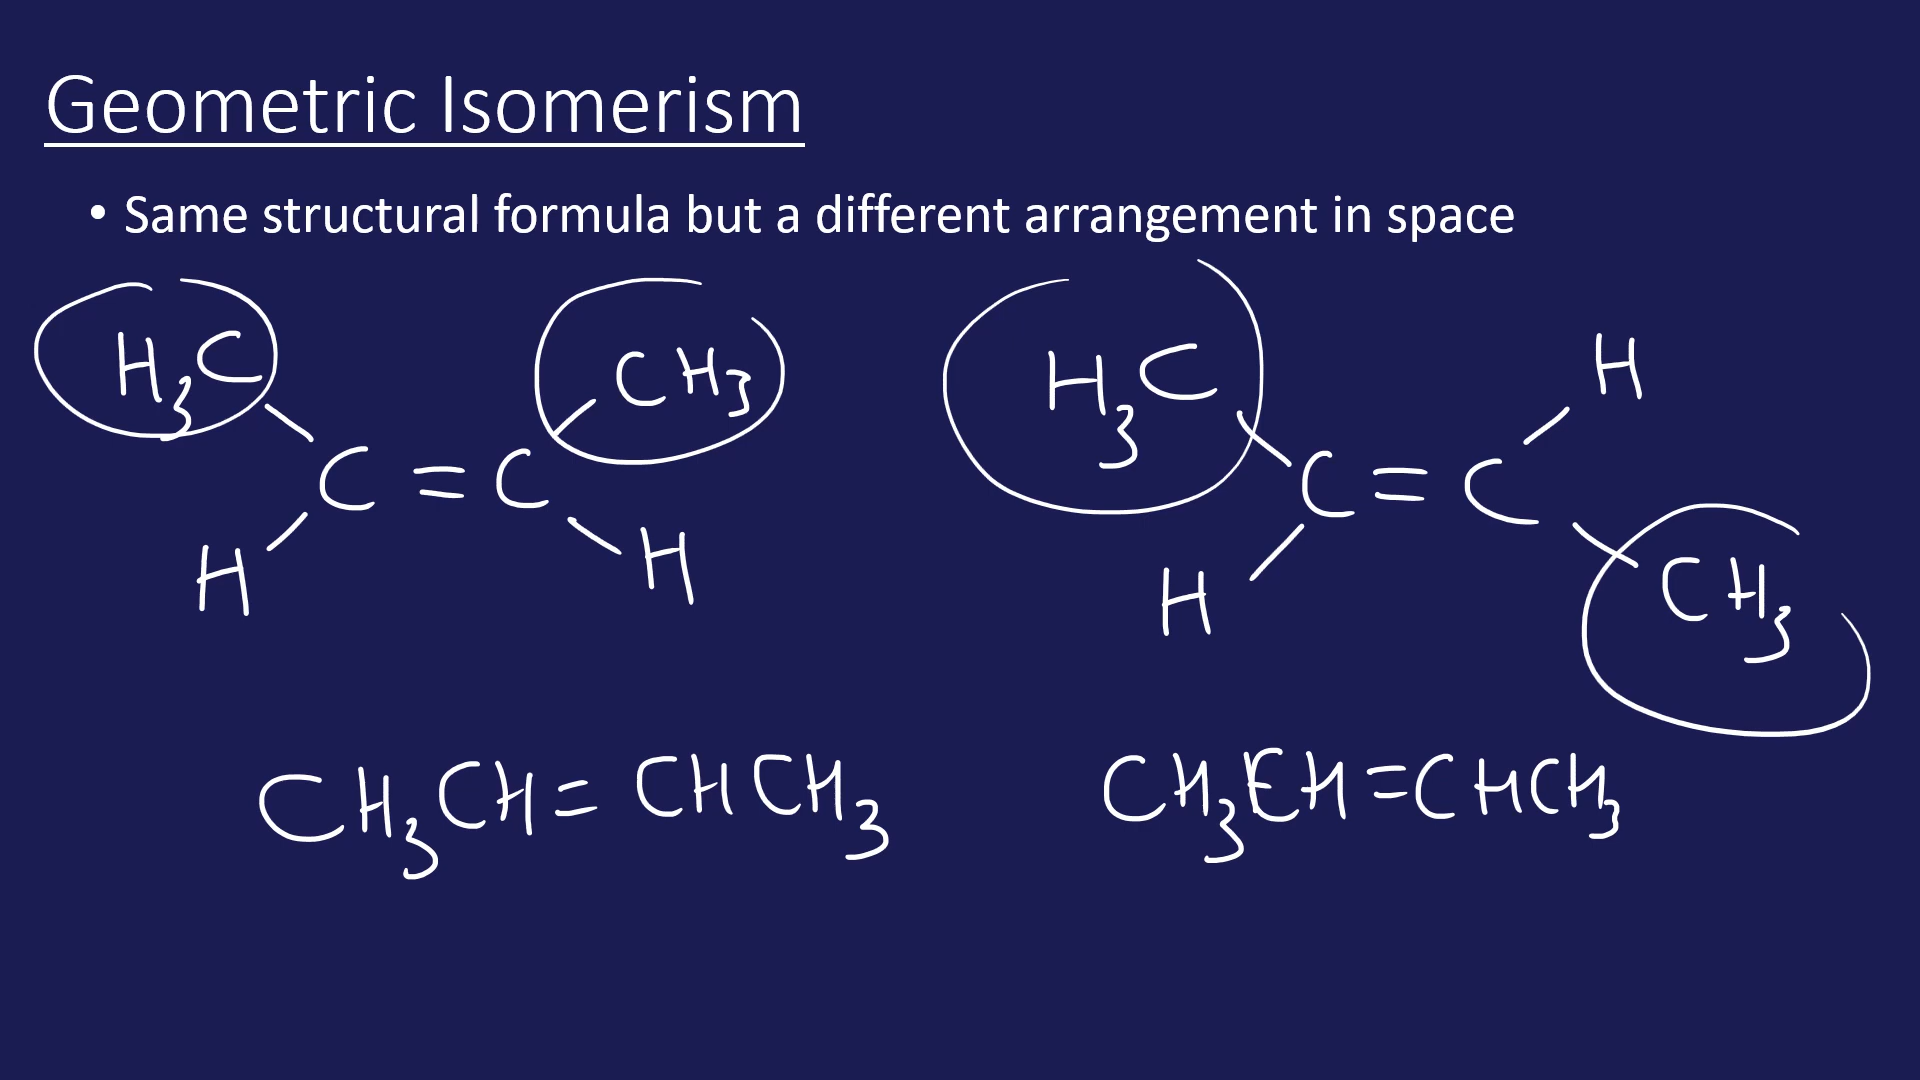 Geometric Isomerism
• Same structural formula but a different arrangement in space
H₃C CH₃
C = C
H H
H₃C H
C = C
H CH₃
CH₃CH=CHCH₃
CH₃CH=CHCH₃